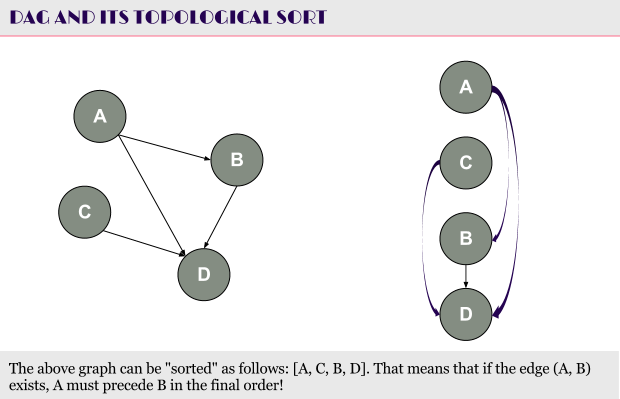 DAG AND ITS TOPOLOGICAL SORT
A
B
C
D
A
C
B
D
The above graph can be "sorted" as follows: [A, C, B, D]. That means that if the edge (A, B)
exists, A must precede B in the final order!